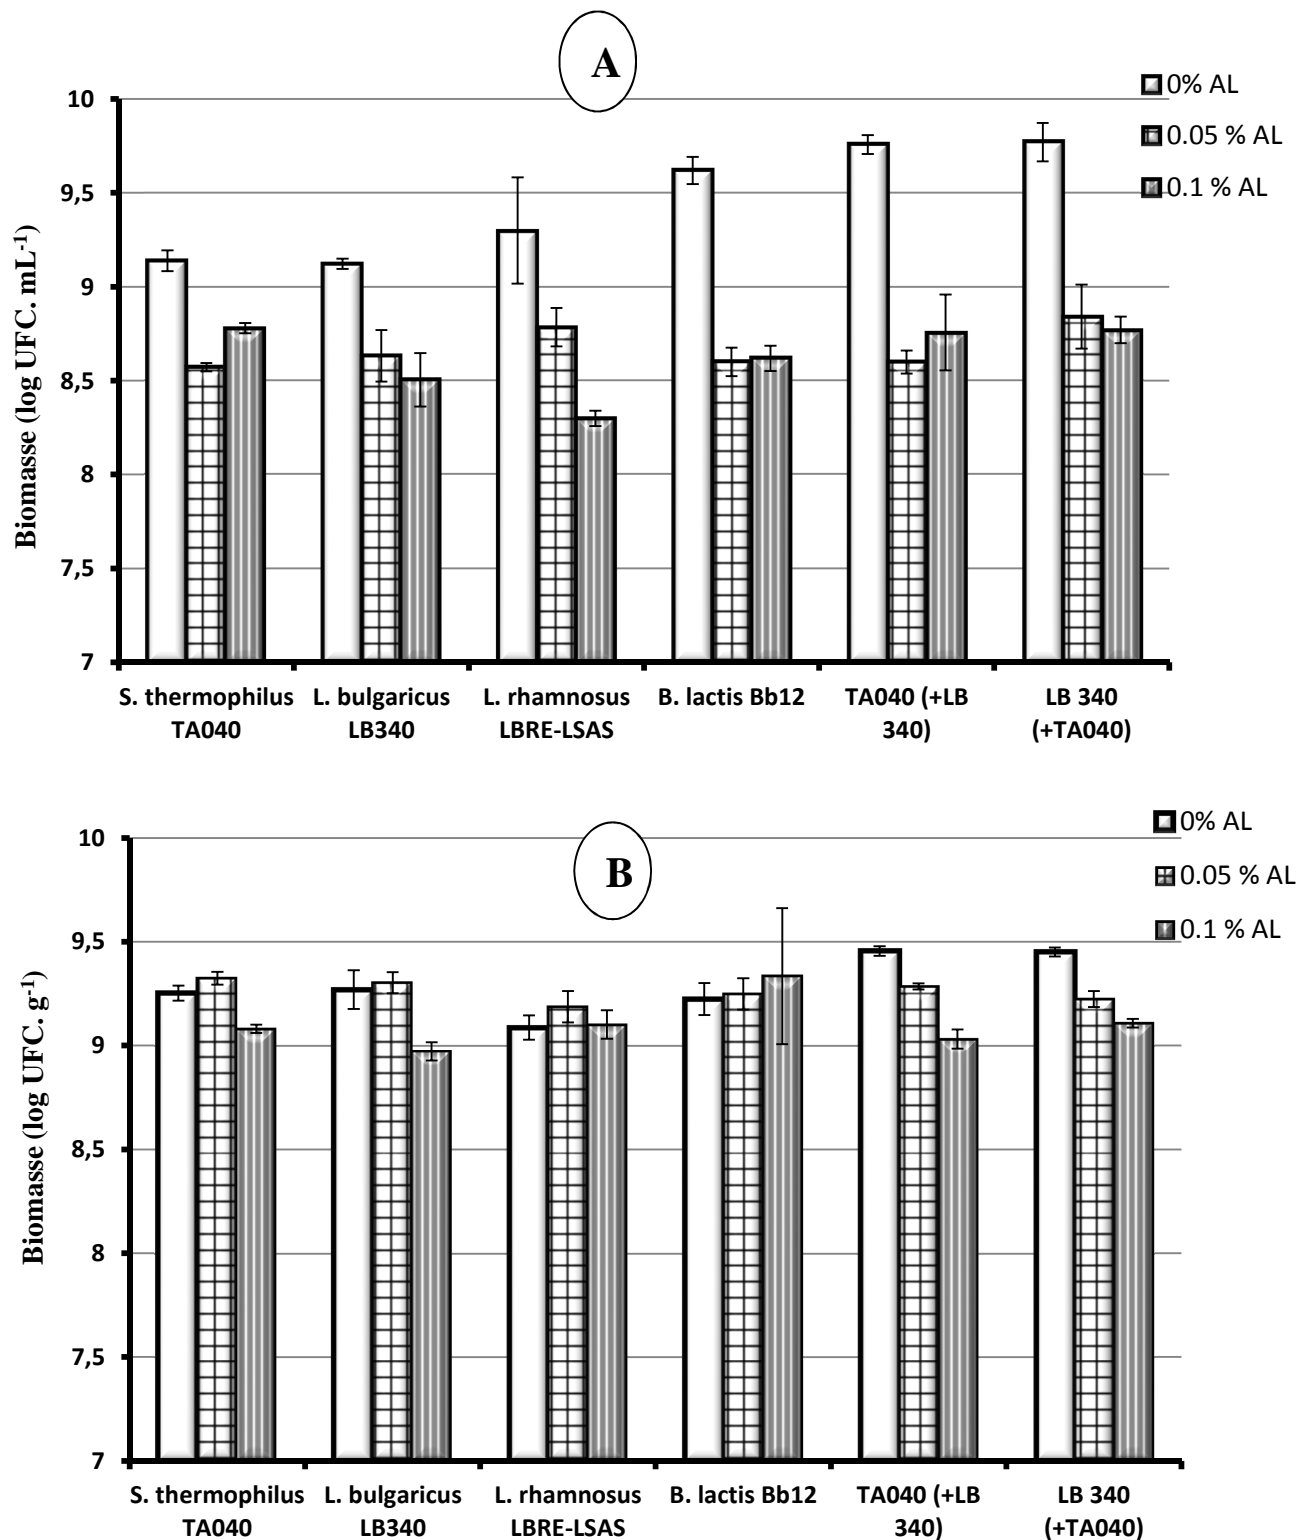 A
0% AL
0.05 % AL
0.1 % AL
10
9,5
9
8,5
8
7,5
7
Biomasse (log UFC. mL-1)
S. thermophilus
TA040
L. bulgaricus
LB340
L. rhamnosus
LBRE-LSAS
B. lactis Bb12
TA040 (+LB
340)
LB 340
(+TA040)
B
0% AL
0.05 % AL
0.1 % AL
10
9,5
9
8,5
8
7,5
7
Biomasse (log UFC. g-1)
S. thermophilus
TA040
L. bulgaricus
LB340
L. rhamnosus
LBRE-LSAS
B. lactis Bb12
TA040 (+LB
340)
LB 340
(+TA040)